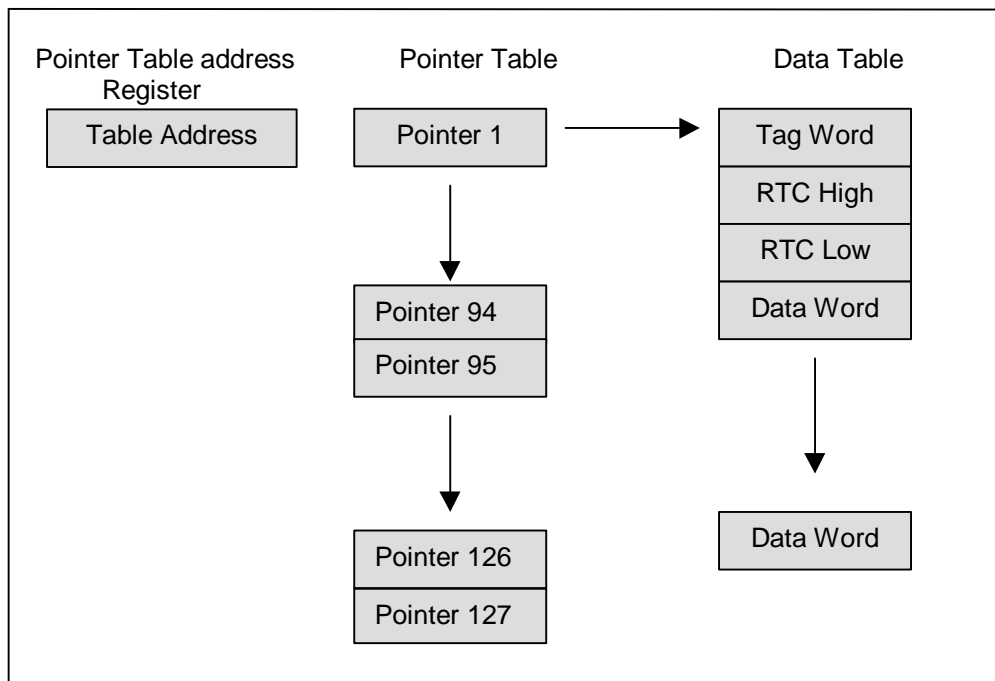 Pointer Table address
Register
Table Address
Pointer Table
Pointer 1
Pointer 94
Pointer 95
Pointer 126
Pointer 127
Data Table
Tag Word
RTC High
RTC Low
Data Word
Data Word